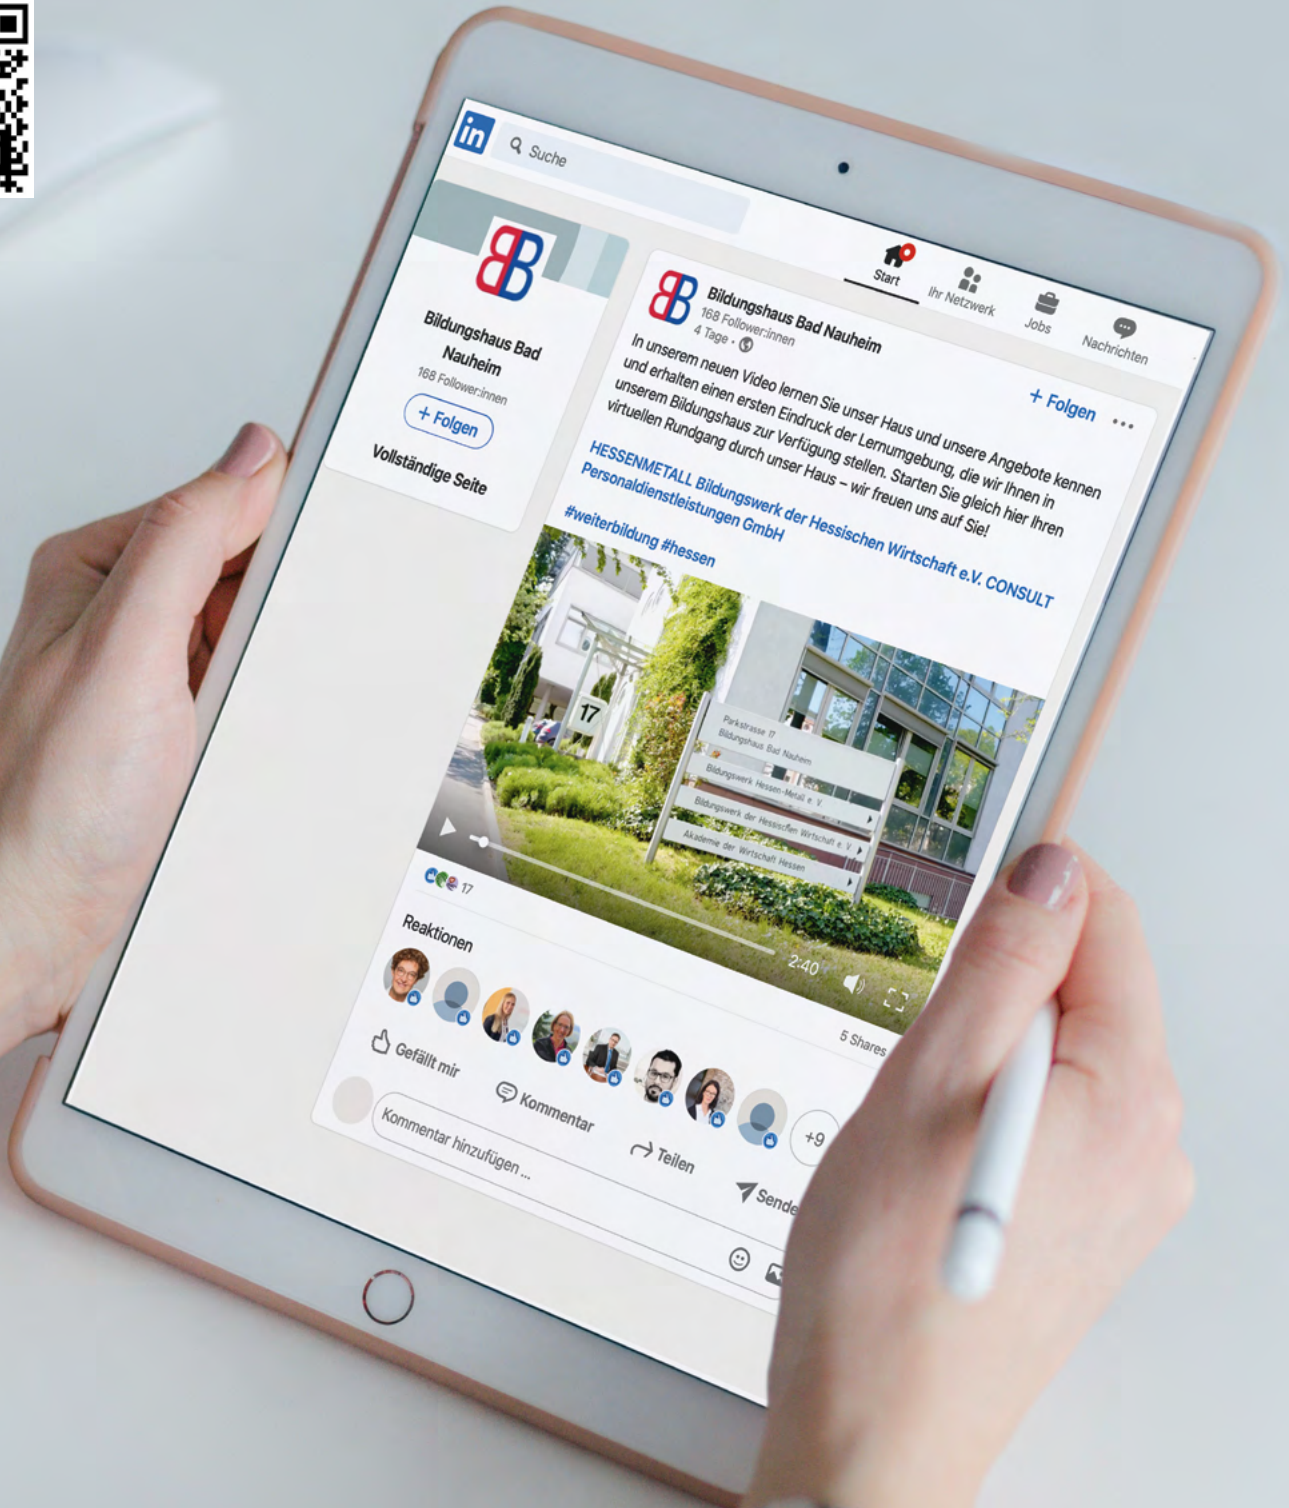 in
Suche
Start
Ihr Netzwerk
Jobs
Nachrichten
Bildungshaus Bad
Nauheim
168 Follower:innen
+ Folgen
Vollständige Seite
Bildungshaus Bad Nauheim
168 Follower:innen
4 Tage •
+ Folgen
In unserem neuen Video lernen Sie unser Haus und unsere Angebote kennen
und erhalten einen ersten Eindruck der Lernumgebung, die wir Ihnen in
unserem Bildungshaus zur Verfügung stellen. Starten Sie gleich hier Ihren
virtuellen Rundgang durch unser Haus – wir freuen uns auf Sie!
HESSENMETALL Bildungswerk der Hessischen Wirtschaft e.V. CONSULT
Personaldienstleistungen GmbH
#weiterbildung #hessen
17
Parkstrasse 17
Bildungshaus Bad Nauheim
Bildungswerk Hessen-Metall e. V.
Bildungswerk der Hessischen Wirtschaft e. V.
Akademie der Wirtschaft Hessen
2:40
17
5 Shares
Reaktionen
+9
Gefällt mir
Kommentar
Teilen
Sende
Kommentar hinzufügen ...